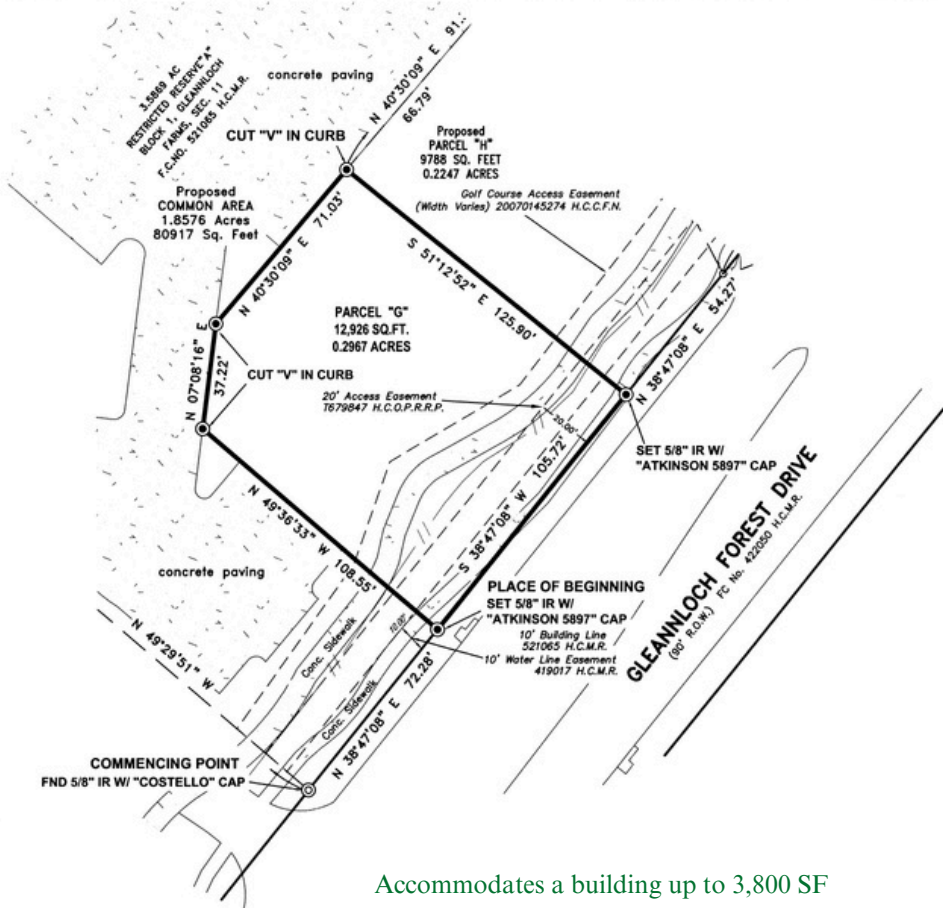 3.5869 AC
RESTRICTED RESERVE "A"
BLOCK 1, GLEANNLOCH
FARMS, SEC. 11
F.C.NO. 521065 H.C.M.R.
concrete paving
N 40°30'09" E 91..
66.79'
CUT "V" IN CURB
Proposed
PARCEL "H"
9788 SQ. FEET
0.2247 ACRES
Golf Course Access Easement
(Width Varies) 20070145274 H.C.C.F.N.
Proposed
COMMON AREA
1.8576 Acres
80917 Sq. Feet
N 40°30'09" E 71.03'
S 51°12'52" E 125.90'
N 38°47'08" E 54.27'
PARCEL "G"
12,926 SQ.FT.
0.2967 ACRES
N 07°08'16" E
37.22'
CUT "V" IN CURB
20' Access Easement
T679847 H.C.O.P.R.R.P.
20.00'
S 38°47'08" W 105.72'
SET 5/8" IR W/
"ATKINSON 5897" CAP
N 49°36'33" W 108.55'
GLEANNLOCH FOREST DRIVE
(90' R.O.W.) FC No. 422050 H.C.M.R.
concrete paving
PLACE OF BEGINNING
SET 5/8" IR W/
"ATKINSON 5897" CAP
10' Building Line
521065 H.C.M.R.
10' Water Line Easement
419017 H.C.M.R.
10.00'
N 49°29'51" W
Conc. Sidewalk
Conc. Sidewalk
N 38°47'08" E 72.28'
COMMENCING POINT
FND 5/8" IR W/ "COSTELLO" CAP
Accommodates a building up to 3,800 SF